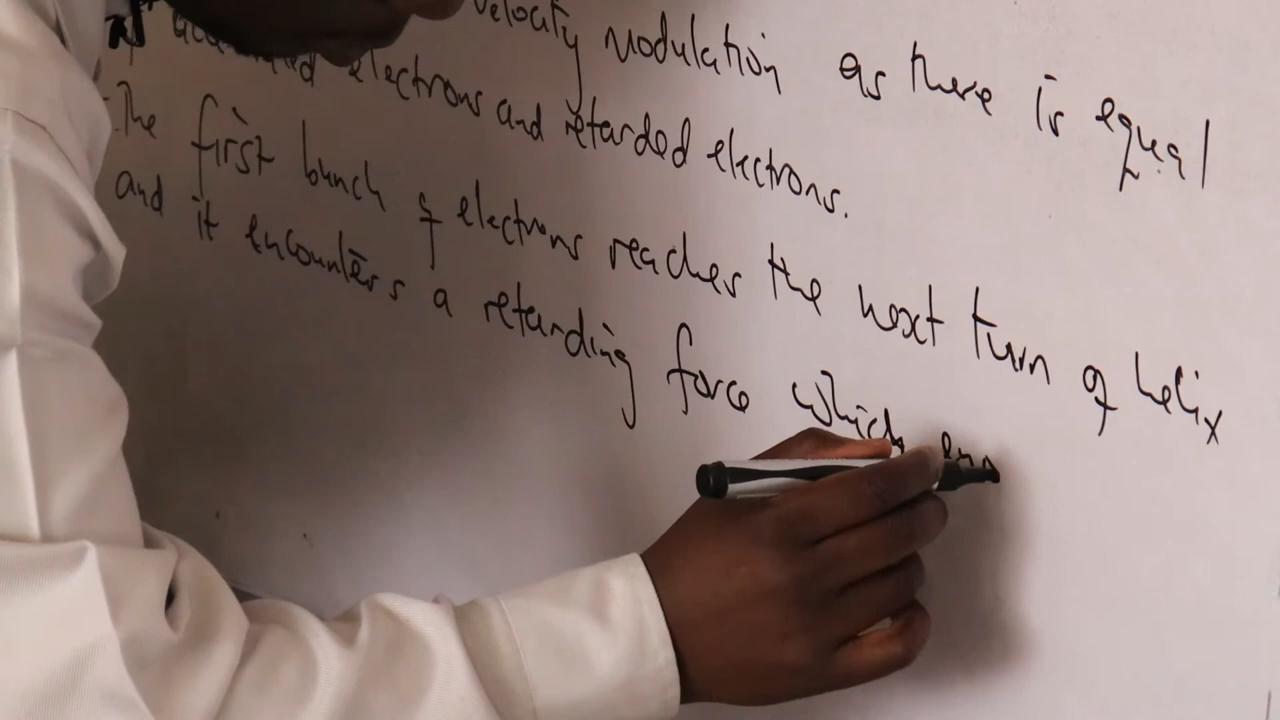 velocity modulation as there is equal
electrons and retarded electrons.
The first bunch of electrons reaches the next turn of helix
and it encounters a retarding force which